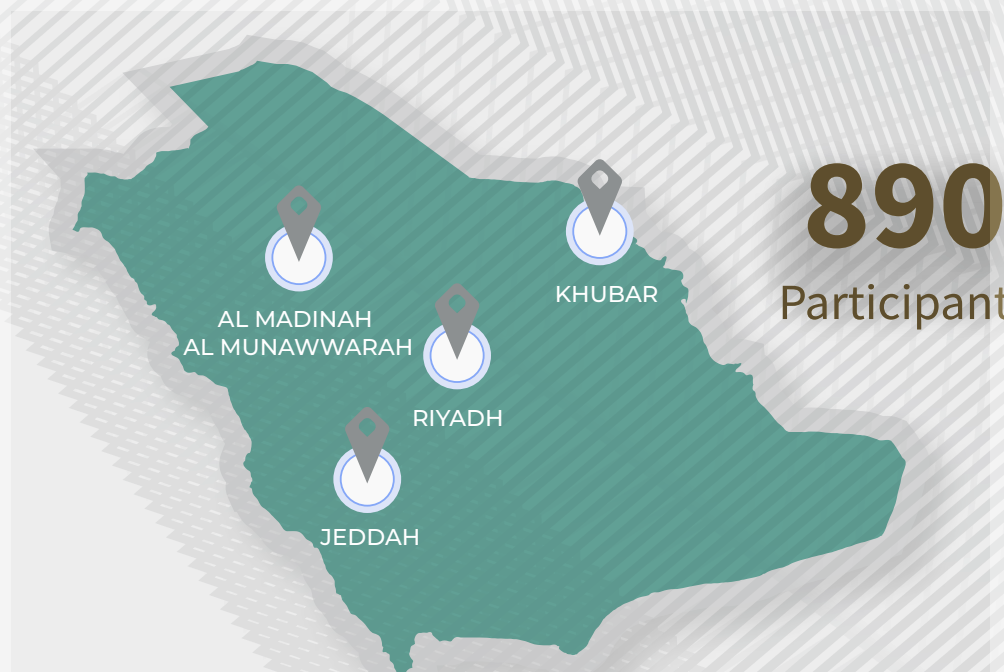 890
Participant
KHUBAR
AL MADINAH
AL MUNAWWARAH
RIYADH
JEDDAH